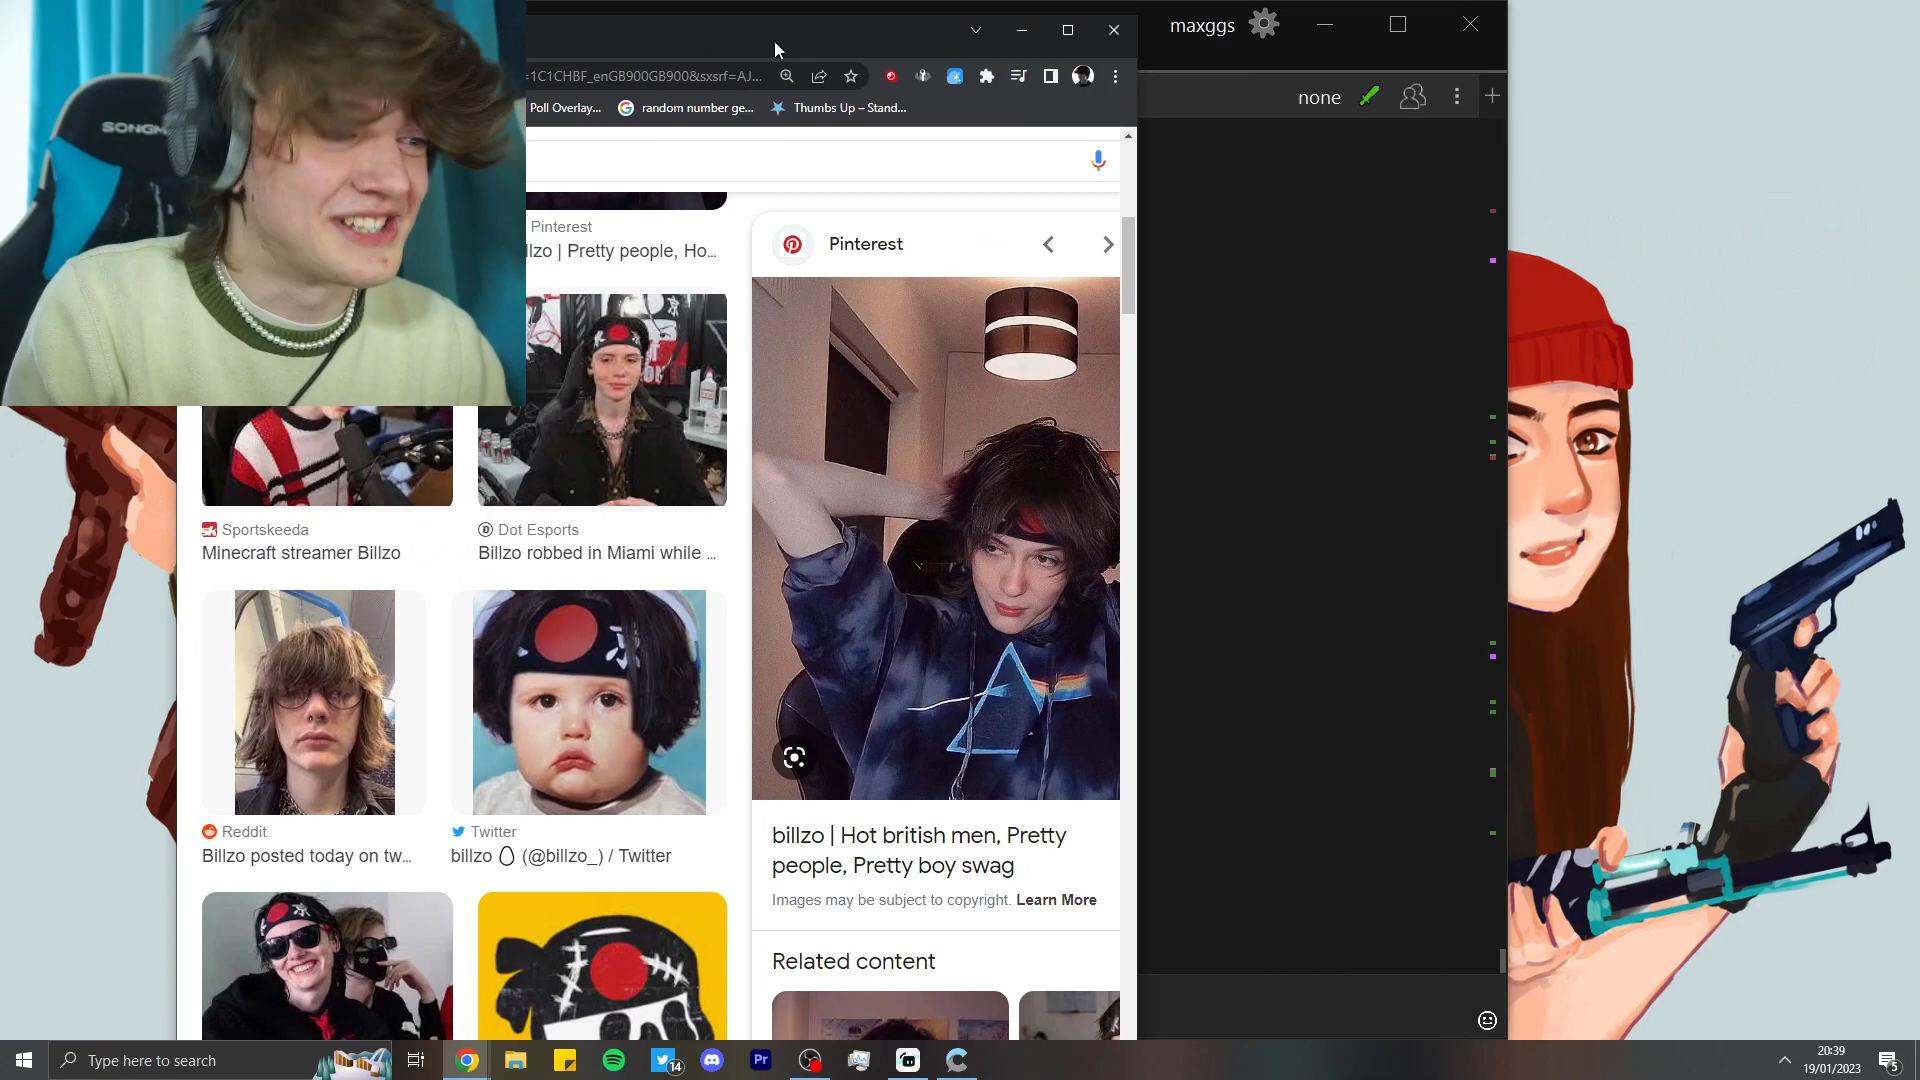 maxggs
=1C1CHBF_enGB900GB900&sxsrf=AJ...
Poll Overlay...
random number ge...
Thumbs Up – Stand...
none
Pinterest
llzo | Pretty people, Ho...
Pinterest
Sportskeeda
Minecraft streamer Billzo
Dot Esports
Billzo robbed in Miami while ...
Reddit
Billzo posted today on tw...
Twitter
billzo (@billzo_) / Twitter
billzo | Hot british men, Pretty
people, Pretty boy swag
Images may be subject to copyright. Learn More
Related content
Type here to search
14
Pr
20:39
19/01/2023
5